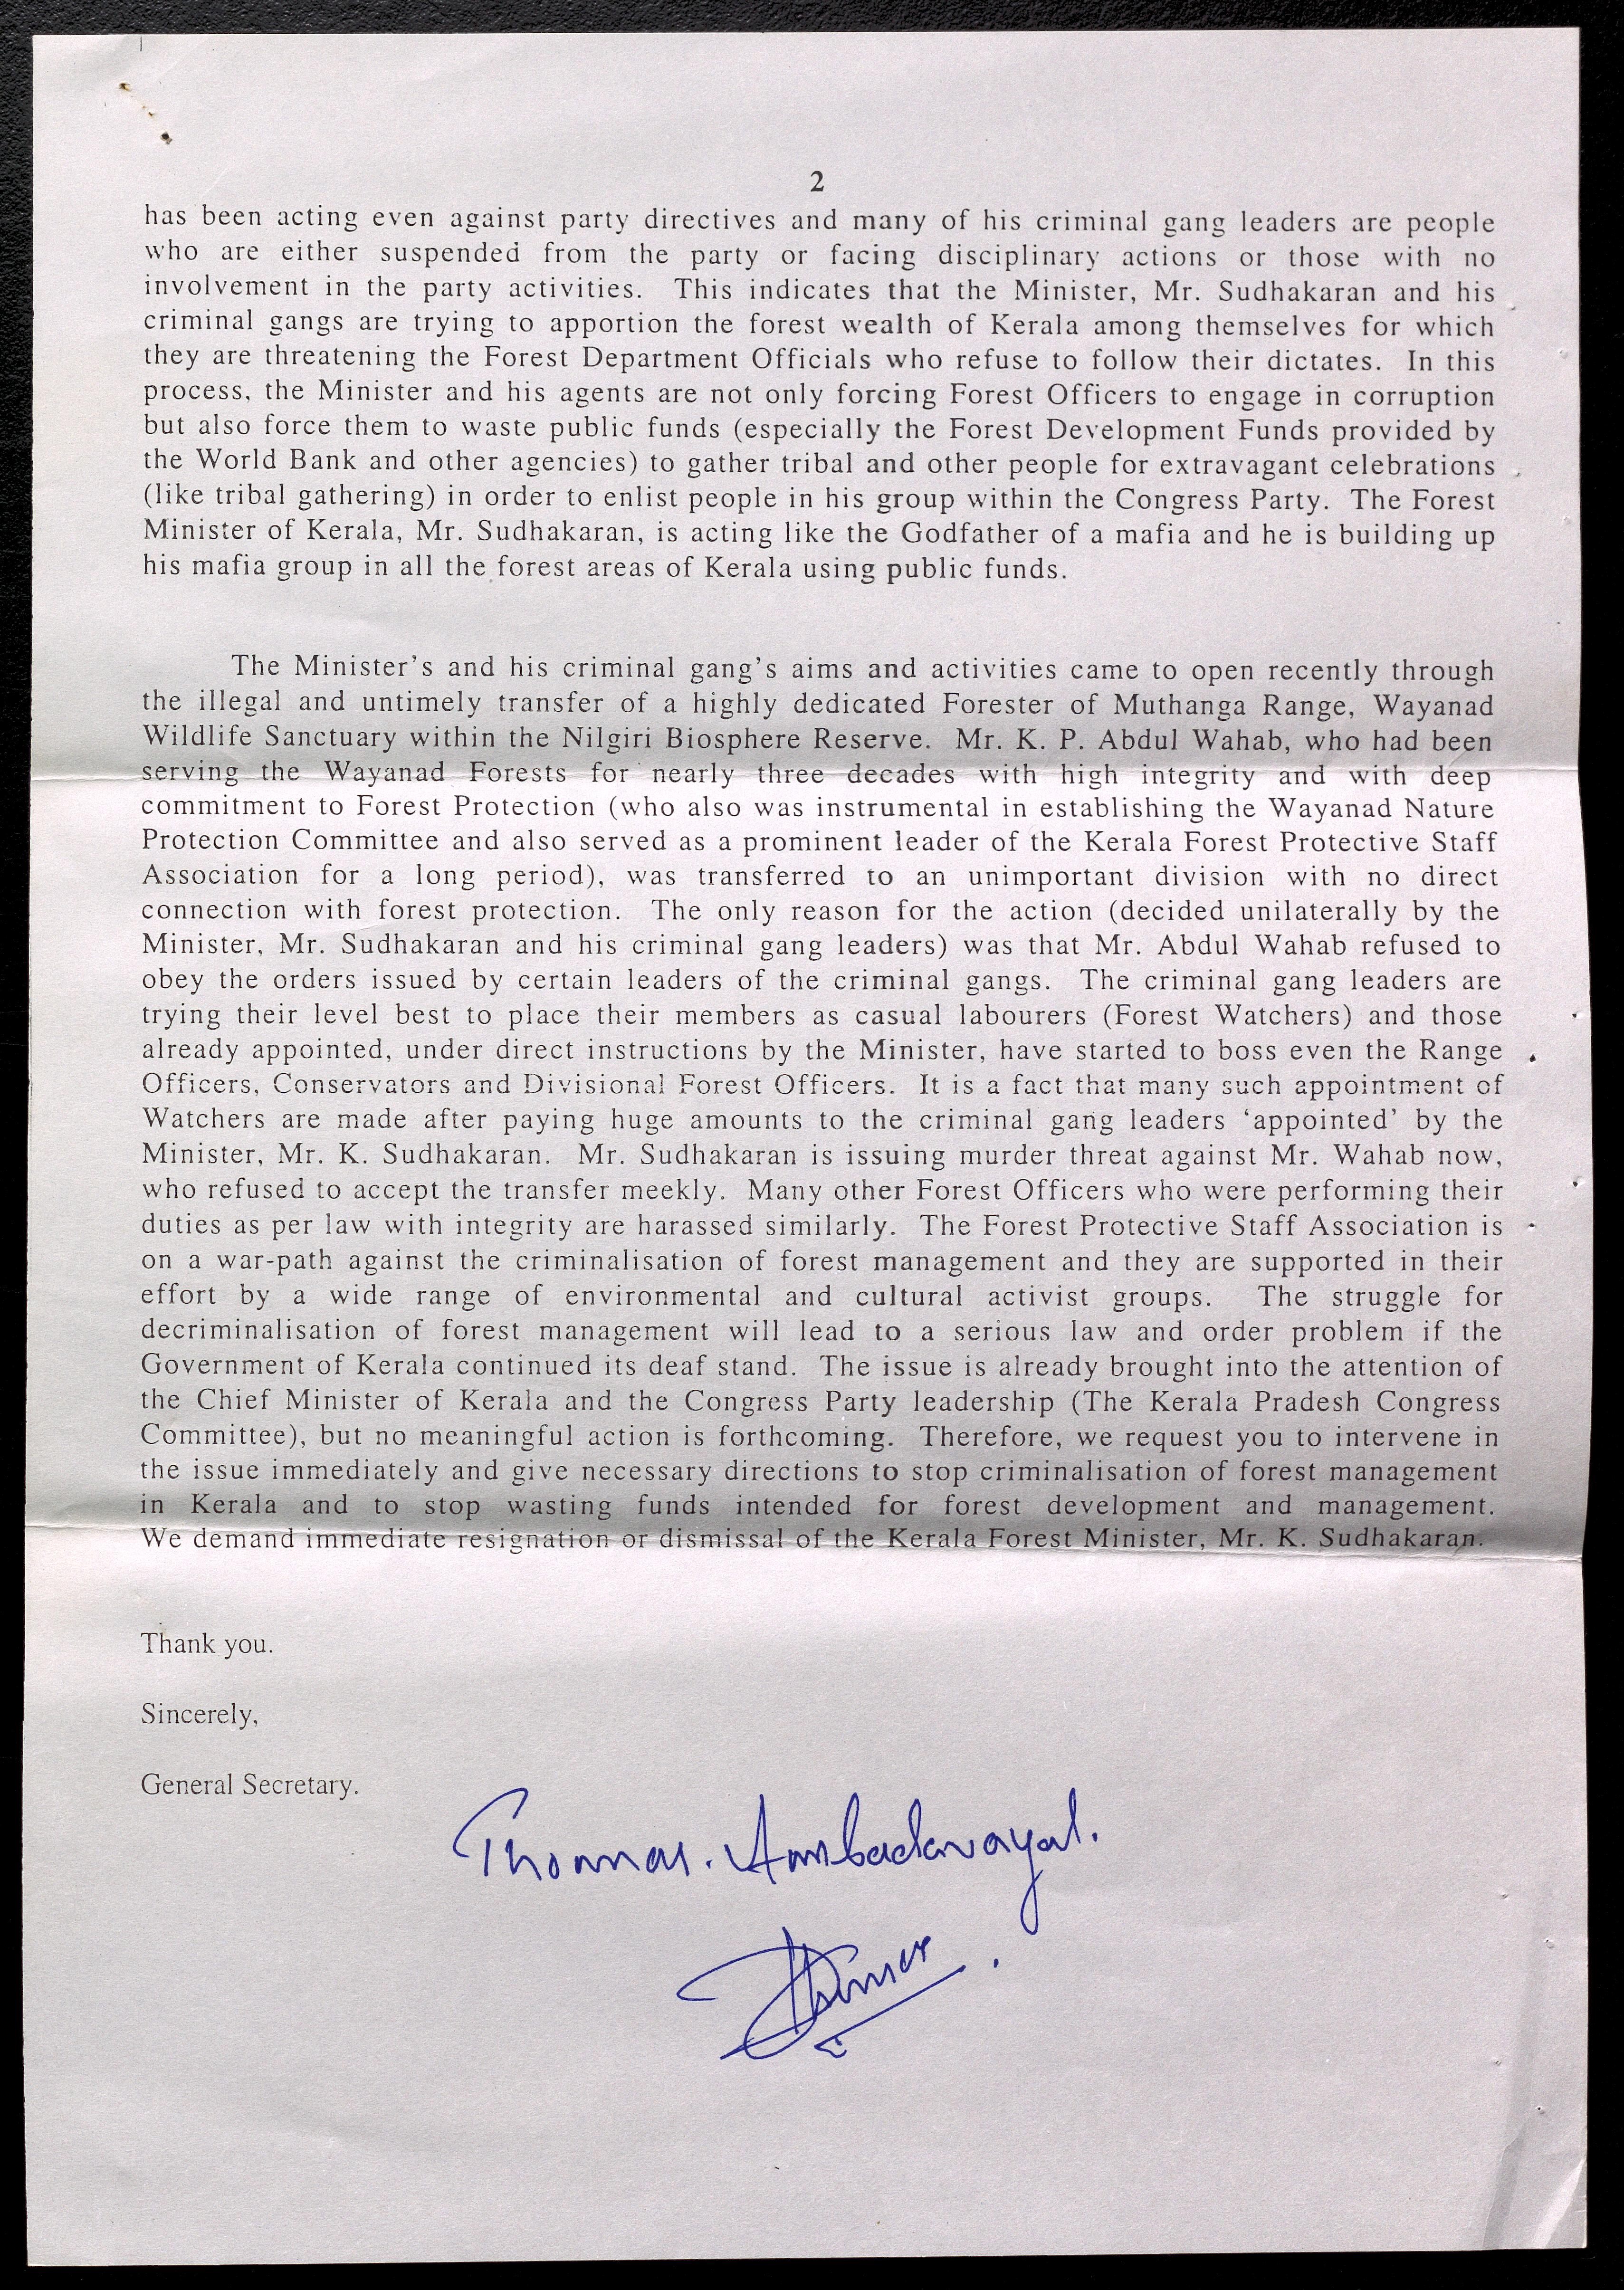 2
has been acting even against party directives and many of his criminal gang leaders are people
who are either suspended from the party or facing disciplinary actions or those with no
involvement in the party activities. This indicates that the Minister, Mr. Sudhakaran and his
criminal gangs are trying to apportion the forest wealth of Kerala among themselves for which
they are threatening the Forest Department Officials who refuse to follow their dictates. In this
process, the Minister and his agents are not only forcing Forest Officers to engage in corruption
but also force them to waste public funds (especially the Forest Development Funds provided by
the World Bank and other agencies) to gather tribal and other people for extravagant celebrations
(like tribal gathering) in order to enlist people in his group within the Congress Party. The Forest
Minister of Kerala, Mr. Sudhakaran, is acting like the Godfather of a mafia and he is building up
his mafia group in all the forest areas of Kerala using public funds.
The Minister's and his criminal gang's aims and activities came to open recently through
the illegal and untimely transfer of a highly dedicated Forester of Muthanga Range, Wayanad
Wildlife Sanctuary within the Nilgiri Biosphere Reserve. Mr. K. P. Abdul Wahab, who had been
serving the Wayanad Forests for nearly three decades with high integrity and with deep
commitment to Forest Protection (who also was instrumental in establishing the Wayanad Nature
Protection Committee and also served as a prominent leader of the Kerala Forest Protective Staff
Association for a long period), was transferred to an unimportant division with no direct
connection with forest protection. The only reason for the action (decided unilaterally by the
Minister, Mr. Sudhakaran and his criminal gang leaders) was that Mr. Abdul Wahab refused to
obey the orders issued by certain leaders of the criminal gangs. The criminal gang leaders are
trying their level best to place their members as casual labourers (Forest Watchers) and those
already appointed, under direct instructions by the Minister, have started to boss even the Range
Officers, Conservators and Divisional Forest Officers. It is a fact that many such appointment of
Watchers are made after paying huge amounts to the criminal gang leaders ‘appointed’ by the
Minister, Mr. K. Sudhakaran. Mr. Sudhakaran is issuing murder threat against Mr. Wahab now,
who refused to accept the transfer meekly. Many other Forest Officers who were performing their
duties as per law with integrity are harassed similarly. The Forest Protective Staff Association is
on a war-path against the criminalisation of forest management and they are supported in their
effort by a wide range of environmental and cultural activist groups. The struggle for
decriminalisation of forest management will lead to a serious law and order problem if the
Government of Kerala continued its deaf stand. The issue is already brought into the attention of
the Chief Minister of Kerala and the Congress Party leadership (The Kerala Pradesh Congress
Committee), but no meaningful action is forthcoming. Therefore, we request you to intervene in
the issue immediately and give necessary directions to stop criminalisation of forest management
in Kerala and to stop wasting funds intended for forest development and management.
We demand immediate resignation or dismissal of the Kerala Forest Minister, Mr. K. Sudhakaran.
Thank you.
Sincerely,
General Secretary.
Thomas. Ambadavayal.